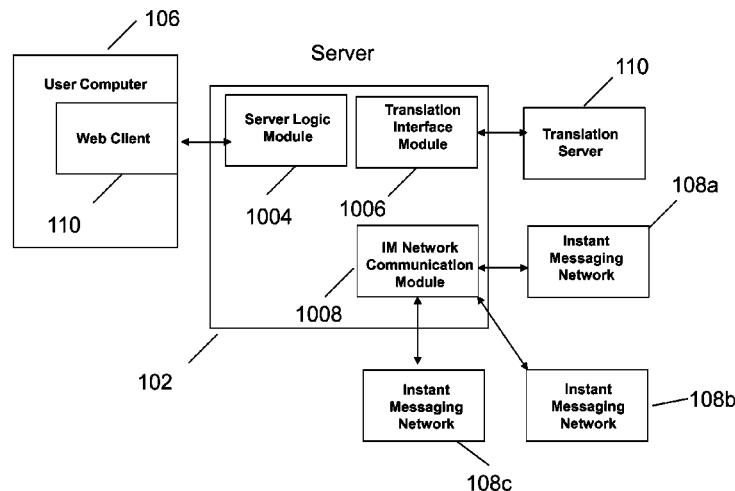 106
Server
User Computer
Web Client
110
Server Logic
Module
1004
Translation
Interface
Module
1006
110
Translation
Server
108a
IM Network
Communication
Module
1008
Instant
Messaging
Network
102
Instant
Messaging
Network
108c
Instant
Messaging
Network
108b